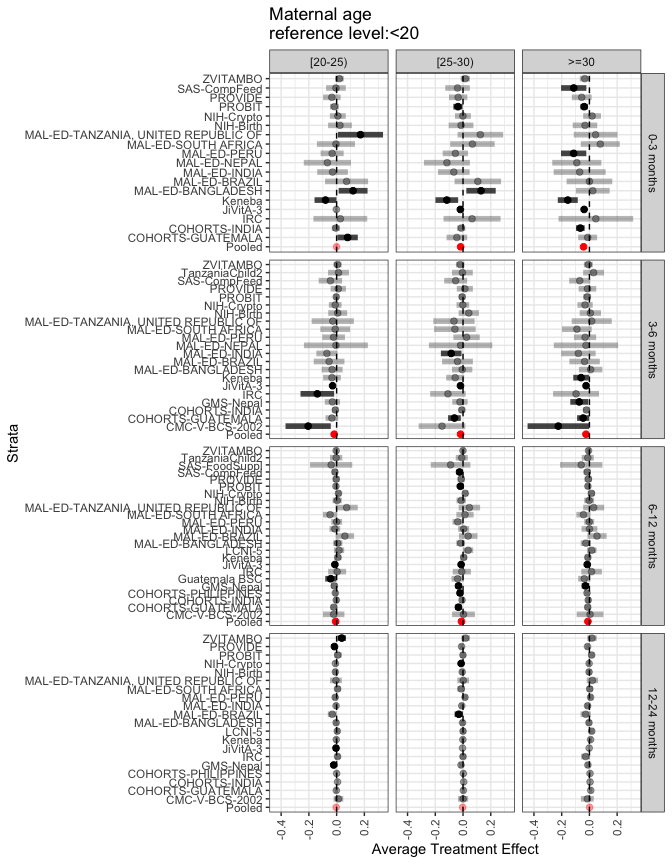 Maternal age
reference level:<20
[20-25) [25-30) >=30
Strata
0-3 months
ZVITAMBO
SAS-CompFeed
PROVIDE
PROBIT
NIH-Crypto
NIH-Birth
MAL-ED-TANZANIA, UNITED REPUBLIC OF
MAL-ED-SOUTH AFRICA
MAL-ED-PERU
MAL-ED-NEPAL
MAL-ED-INDIA
MAL-ED-BRAZIL
MAL-ED-BANGLADESH
Keneba
JiVitA-3
IRC
COHORTS-INDIA
COHORTS-GUATEMALA
Pooled
3-6 months
ZVITAMBO
TanzaniaChild2
SAS-CompFeed
PROVIDE
PROBIT
NIH-Crypto
NIH-Birth
MAL-ED-TANZANIA, UNITED REPUBLIC OF
MAL-ED-SOUTH AFRICA
MAL-ED-PERU
MAL-ED-NEPAL
MAL-ED-INDIA
MAL-ED-BRAZIL
MAL-ED-BANGLADESH
Keneba
JiVitA-3
IRC
GMS-Nepal
COHORTS-INDIA
COHORTS-GUATEMALA
CMC-V-BCS-2002
Pooled
6-12 months
ZVITAMBO
TanzaniaChild2
SAS-FoodSuppl
SAS-CompFeed
PROVIDE
PROBIT
NIH-Crypto
NIH-Birth
MAL-ED-TANZANIA, UNITED REPUBLIC OF
MAL-ED-SOUTH AFRICA
MAL-ED-PERU
MAL-ED-INDIA
MAL-ED-BRAZIL
MAL-ED-BANGLADESH
LCNI-5
Keneba
JiVitA-3
IRC
Guatemala BSC
GMS-Nepal
COHORTS-PHILIPPINES
COHORTS-INDIA
COHORTS-GUATEMALA
CMC-V-BCS-2002
Pooled
12-24 months
ZVITAMBO
PROVIDE
PROBIT
NIH-Crypto
NIH-Birth
MAL-ED-TANZANIA, UNITED REPUBLIC OF
MAL-ED-SOUTH AFRICA
MAL-ED-PERU
MAL-ED-INDIA
MAL-ED-BRAZIL
MAL-ED-BANGLADESH
LCNI-5
Keneba
JiVitA-3
IRC
GMS-Nepal
COHORTS-PHILIPPINES
COHORTS-INDIA
COHORTS-GUATEMALA
CMC-V-BCS-2002
Pooled
-0.4 -0.2 0.0 0.2 -0.4 -0.2 0.0 0.2 -0.4 -0.2 0.0 0.2
Average Treatment Effect